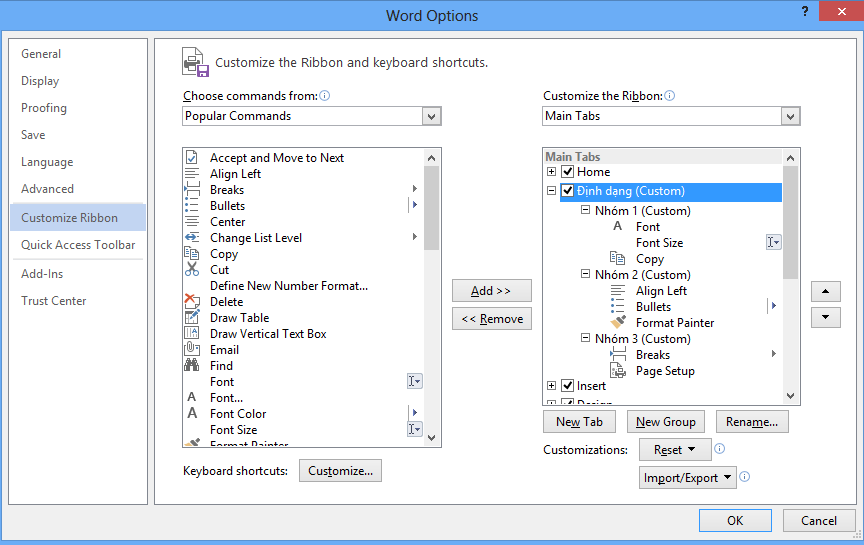 Word Options
?
General
Display
Proofing
Save
Language
Advanced
Customize Ribbon
Quick Access Toolbar
Add-Ins
Trust Center
Customize the Ribbon and keyboard shortcuts.
Choose commands from:
Popular Commands
Accept and Move to Next
Align Left
Breaks
Bullets
Center
Change List Level
Copy
Cut
Define New Number Format...
Delete
Draw Table
Draw Vertical Text Box
Email
Find
Font
Font...
Font Color
Font Size
Format Painter
Keyboard shortcuts: Customize...
Add >>
<< Remove
Customize the Ribbon:
Main Tabs
Main Tabs
Home
Định dạng (Custom)
Nhóm 1 (Custom)
Font
Font Size
Copy
Nhóm 2 (Custom)
Align Left
Bullets
Format Painter
Nhóm 3 (Custom)
Breaks
Page Setup
Insert
Design
New Tab New Group Rename...
Customizations: Reset
Import/Export
OK Cancel